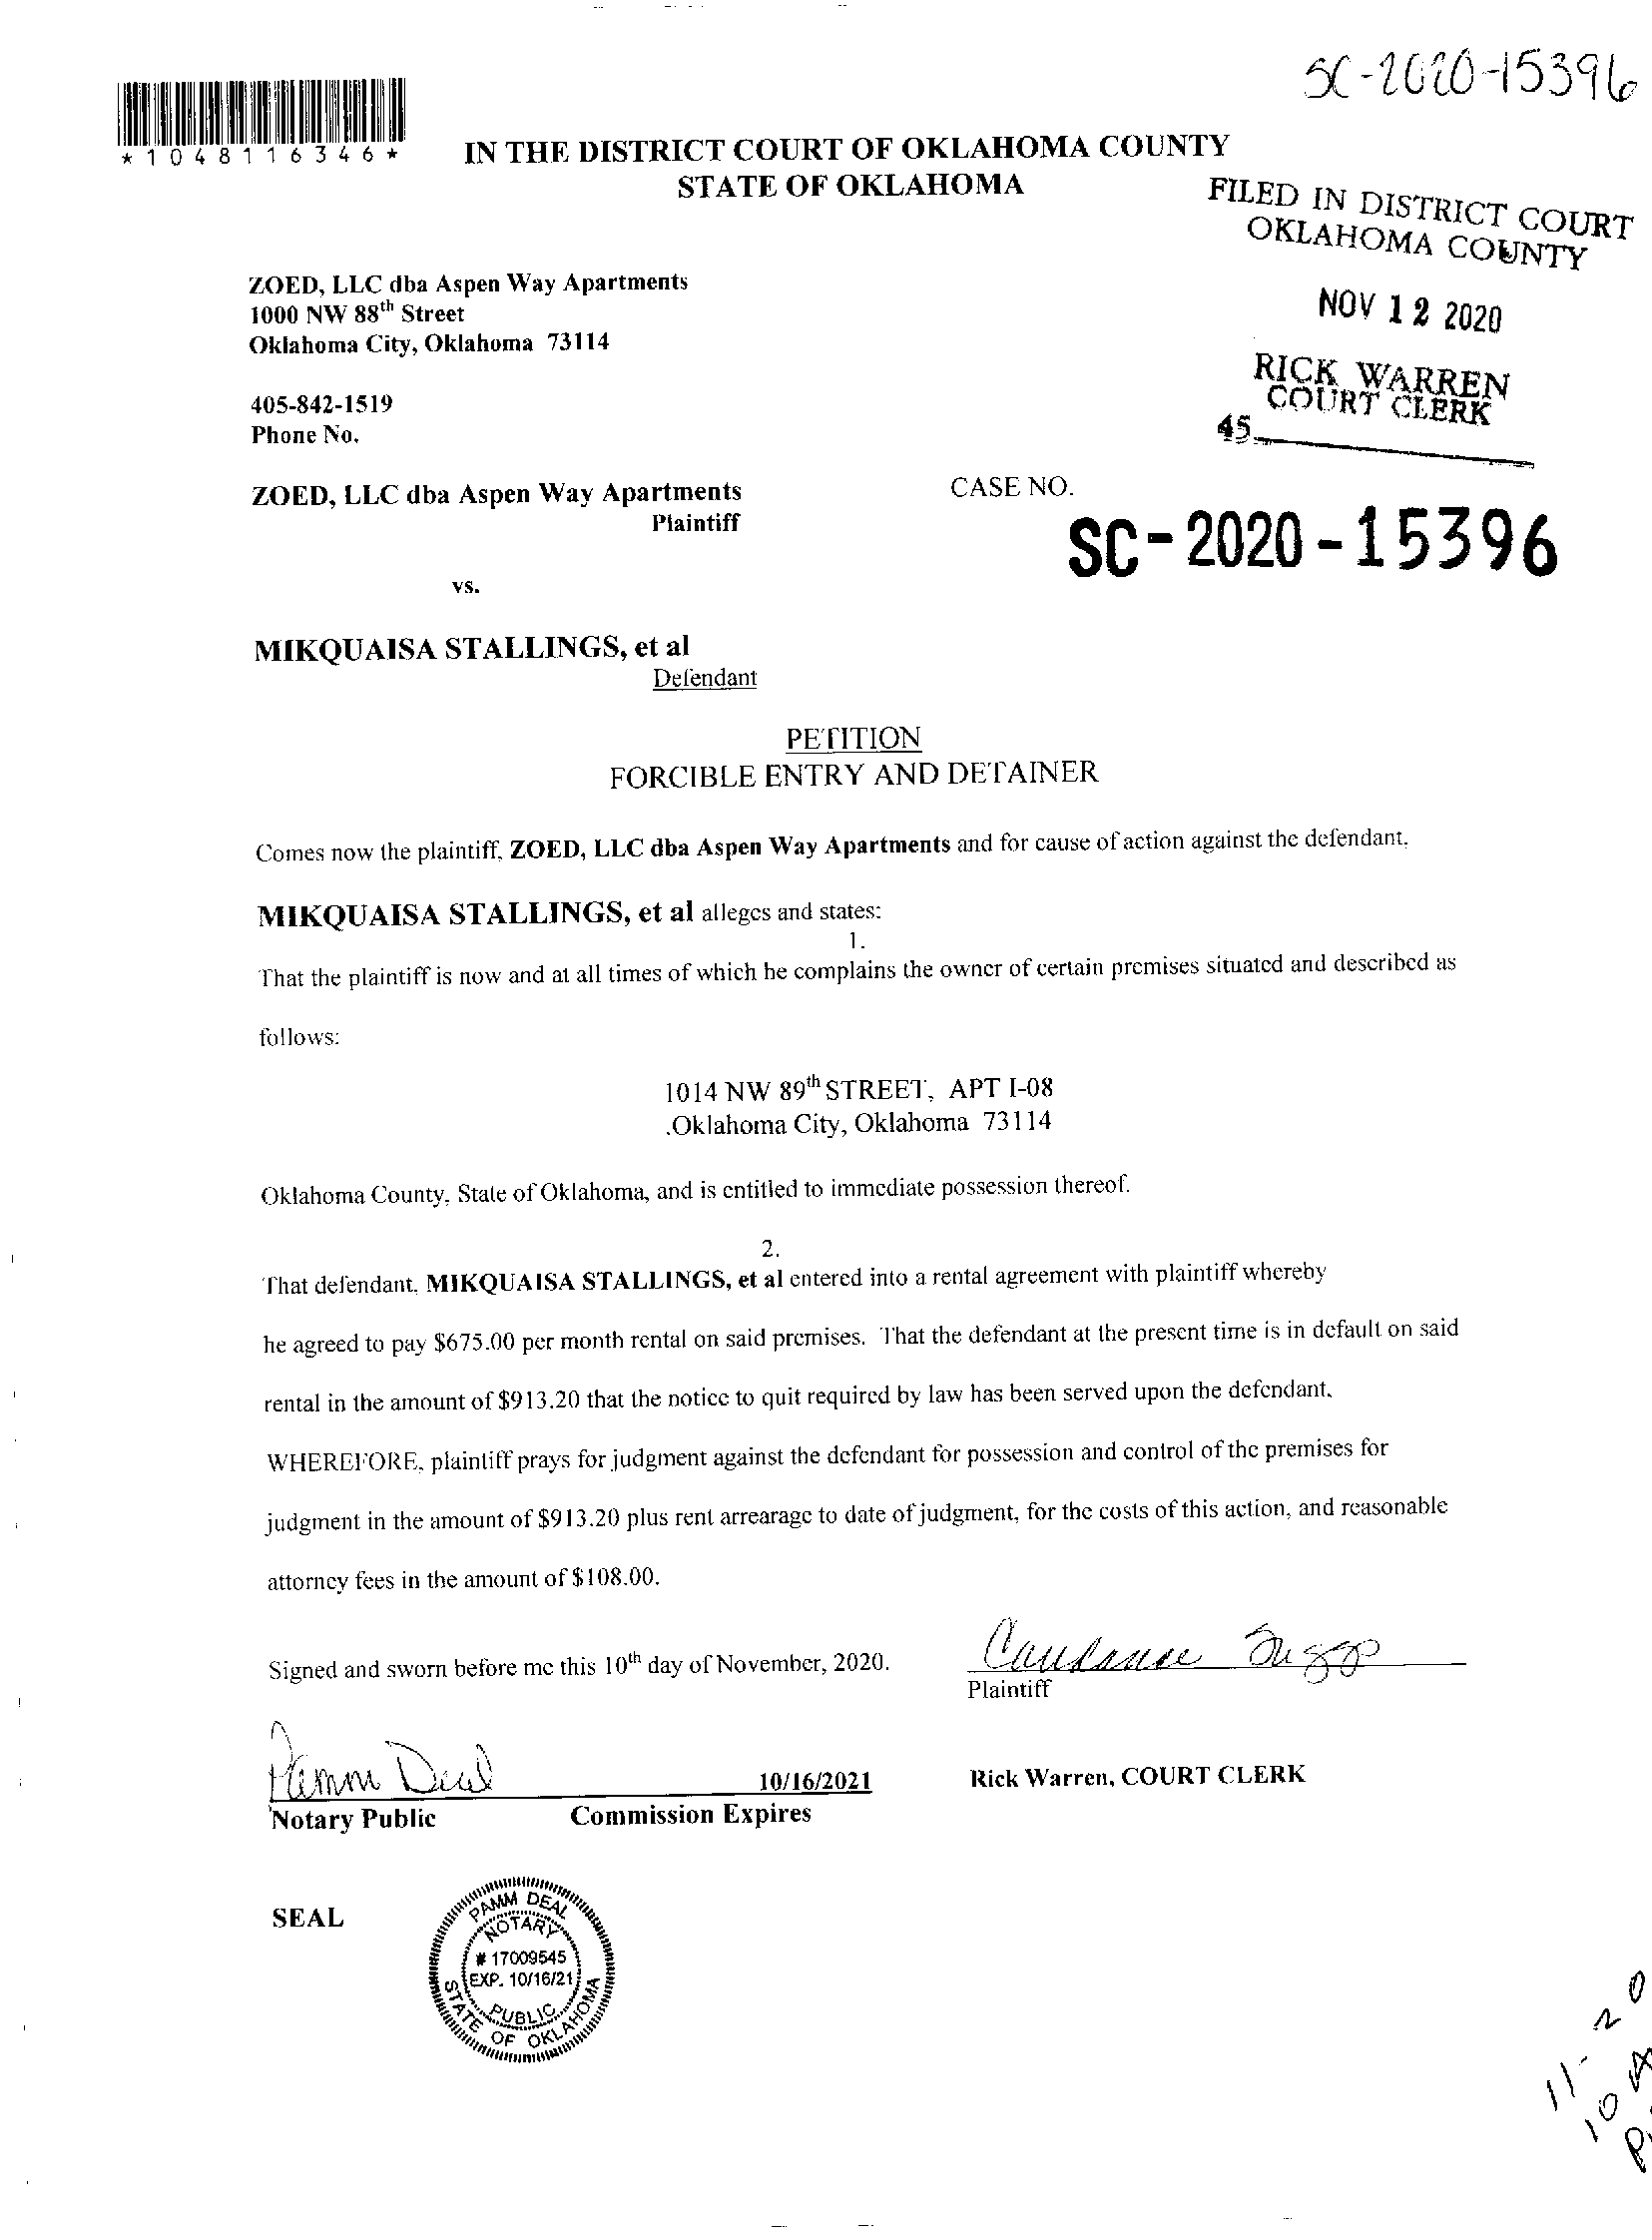 SC-2020-15396
*1048116346*
IN THE DISTRICT COURT OF OKLAHOMA COUNTY
STATE OF OKLAHOMA
FILED IN DISTRICT COURT
OKLAHOMA COUNTY
NOV 12 2020
RICK WARREN
COURT CLERK
45
ZOED, LLC dba Aspen Way Apartments
1000 NW 88th Street
Oklahoma City, Oklahoma 73114
405-842-1519
Phone No.
ZOED, LLC dba Aspen Way Apartments
Plaintiff
CASE NO.
SC-2020-15396
vs.
MIKQUAISA STALLINGS, et al
Defendant
PETITION
FORCIBLE ENTRY AND DETAINER
Comes now the plaintiff, ZOED, LLC dba Aspen Way Apartments and for cause of action against the defendant,
MIKQUAISA STALLINGS, et al alleges and states:
1.
That the plaintiff is now and at all times of which he complains the owner of certain premises situated and described as
follows:
1014 NW 89th STREET, APT I-08
.Oklahoma City, Oklahoma 73114
Oklahoma County, State of Oklahoma, and is entitled to immediate possession thereof.
2.
That defendant, MIKQUAISA STALLINGS, et al entered into a rental agreement with plaintiff whereby
he agreed to pay $675.00 per month rental on said premises. That the defendant at the present time is in default on said
rental in the amount of $913.20 that the notice to quit required by law has been served upon the defendant.
WHEREFORE, plaintiff prays for judgment against the defendant for possession and control of the premises for
judgment in the amount of $913.20 plus rent arrearage to date of judgment, for the costs of this action, and reasonable
attorney fees in the amount of $108.00.
Signed and sworn before me this 10th day of November, 2020.
Candance Suggs
Plaintiff
Pamm Deal
10/16/2021
Rick Warren, COURT CLERK
Notary Public
Commission Expires
SEAL
PAMM DEAL
NOTARY
# 17009545
EXP. 10/16/21
PUBLIC
STATE OF OKLAHOMA
11-20